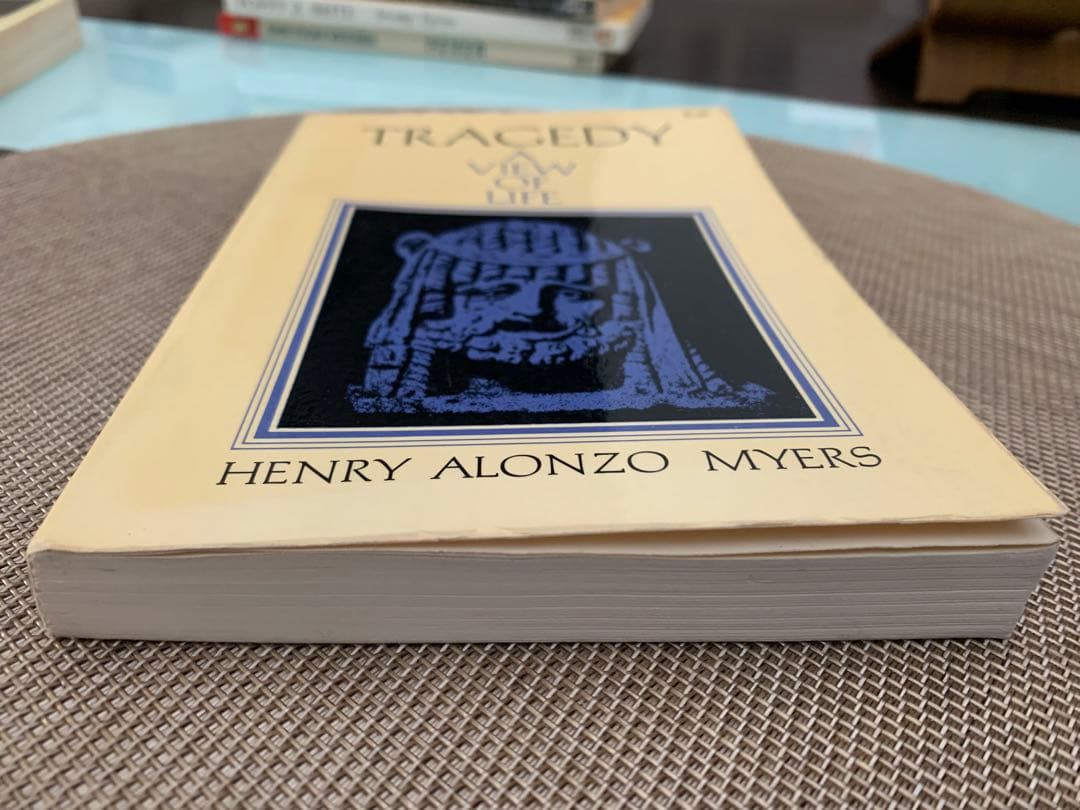 TRAGEDY
A
VIEW
OF
LIFE
HENRY ALONZO MYERS